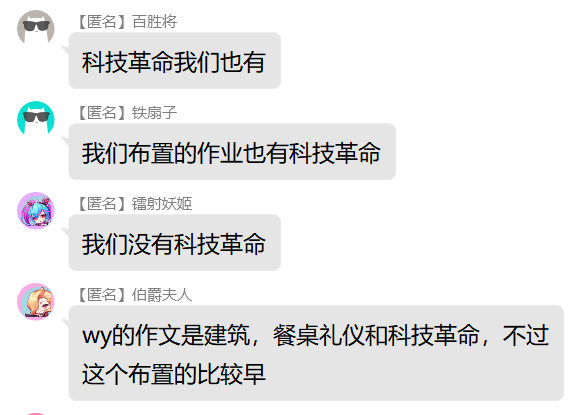 【匿名】百胜将
科技革命我们也有
【匿名】铁扇子
我们布置的作业也有科技革命
【匿名】镭射妖姬
我们没有科技革命
【匿名】伯爵夫人
wy的作文是建筑，餐桌礼仪和科技革命，不过
这个布置的比较早